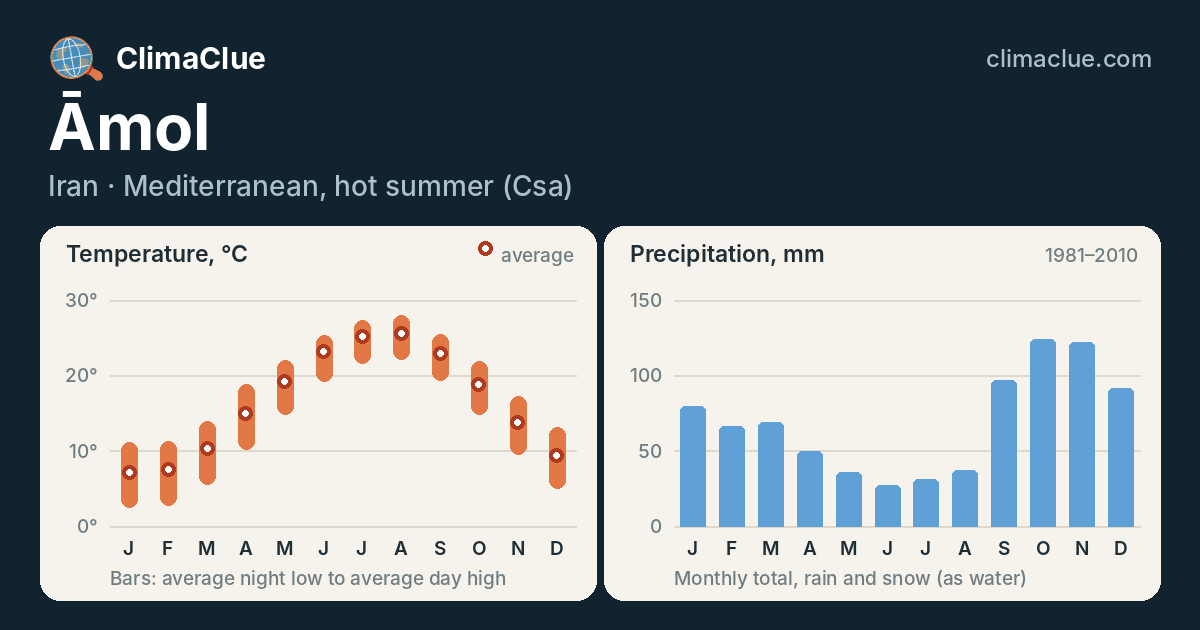 ClimaClue
climaclue.com
Āmol
Iran · Mediterranean, hot summer (Csa)
Temperature, °C
average
30°
20°
10°
0°
J F M A M J J A S O N D
Bars: average night low to average day high
Precipitation, mm
1981–2010
150
100
50
0
J F M A M J J A S O N D
Monthly total, rain and snow (as water)